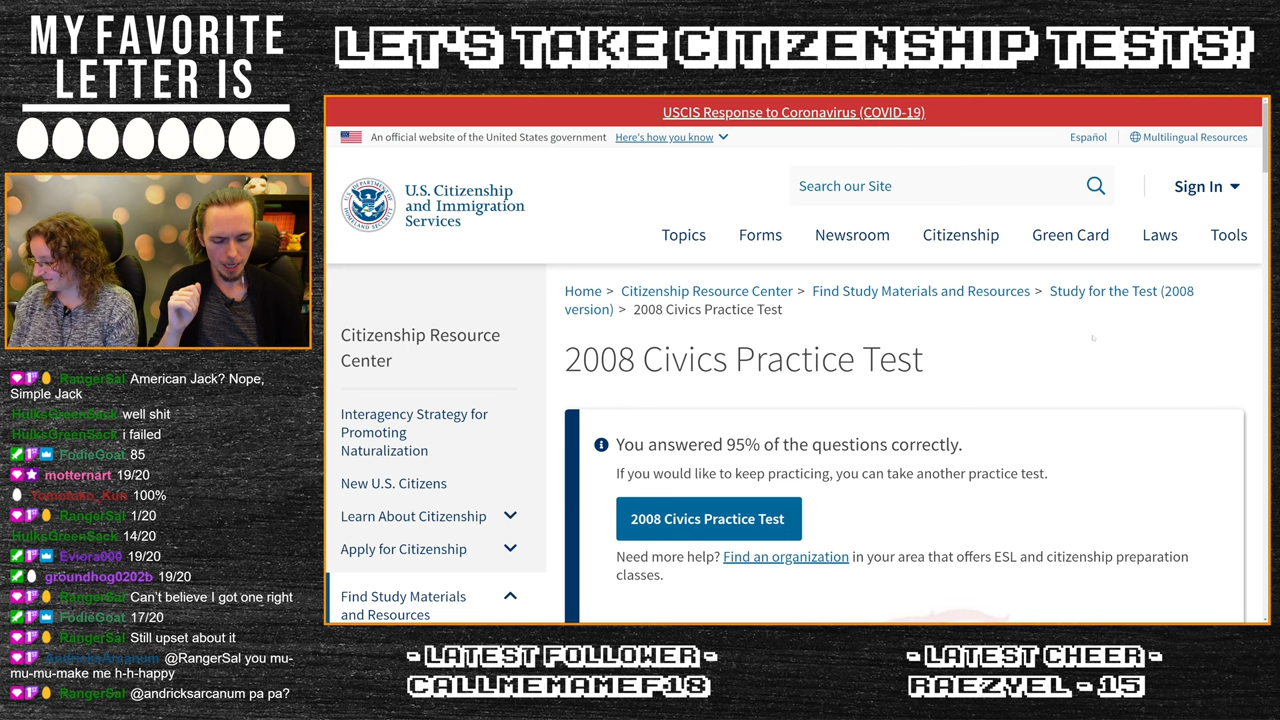 MY FAVORITE
LETTER IS
LET'S TAKE CITIZENSHIP TESTS!
USCIS Response to Coronavirus (COVID-19)
An official website of the United States government Here's how you know
Español Multilingual Resources
U.S. Citizenship
and Immigration
Services
Search our Site
Sign In
Topics Forms Newsroom Citizenship Green Card Laws Tools
Citizenship Resource
Center
Interagency Strategy for
Promoting
Naturalization
New U.S. Citizens
Learn About Citizenship
Apply for Citizenship
Find Study Materials
and Resources
Home > Citizenship Resource Center > Find Study Materials and Resources > Study for the Test (2008
version) > 2008 Civics Practice Test
2008 Civics Practice Test
You answered 95% of the questions correctly.
If you would like to keep practicing, you can take another practice test.
2008 Civics Practice Test
Need more help? Find an organization in your area that offers ESL and citizenship preparation
classes.
RangerSal American Jack? Nope,
Simple Jack
HulksGreenSack well shit
HulksGreenSack i failed
FodieGoat 85
motternart 19/20
100%
RangerSal 1/20
HulksGreenSack 14/20
Eviora009 19/20
groundhog0202b 19/20
RangerSal Can't believe I got one right
FodieGoat 17/20
RangerSal Still upset about it
@RangerSal you mu-
mu-mu-make me h-h-happy
RangerSal @andricksarcanum pa pa?
- LATEST FOLLOWER -
CALLMEMAMEF18
- LATEST CHEER -
RAEZYEL - 15